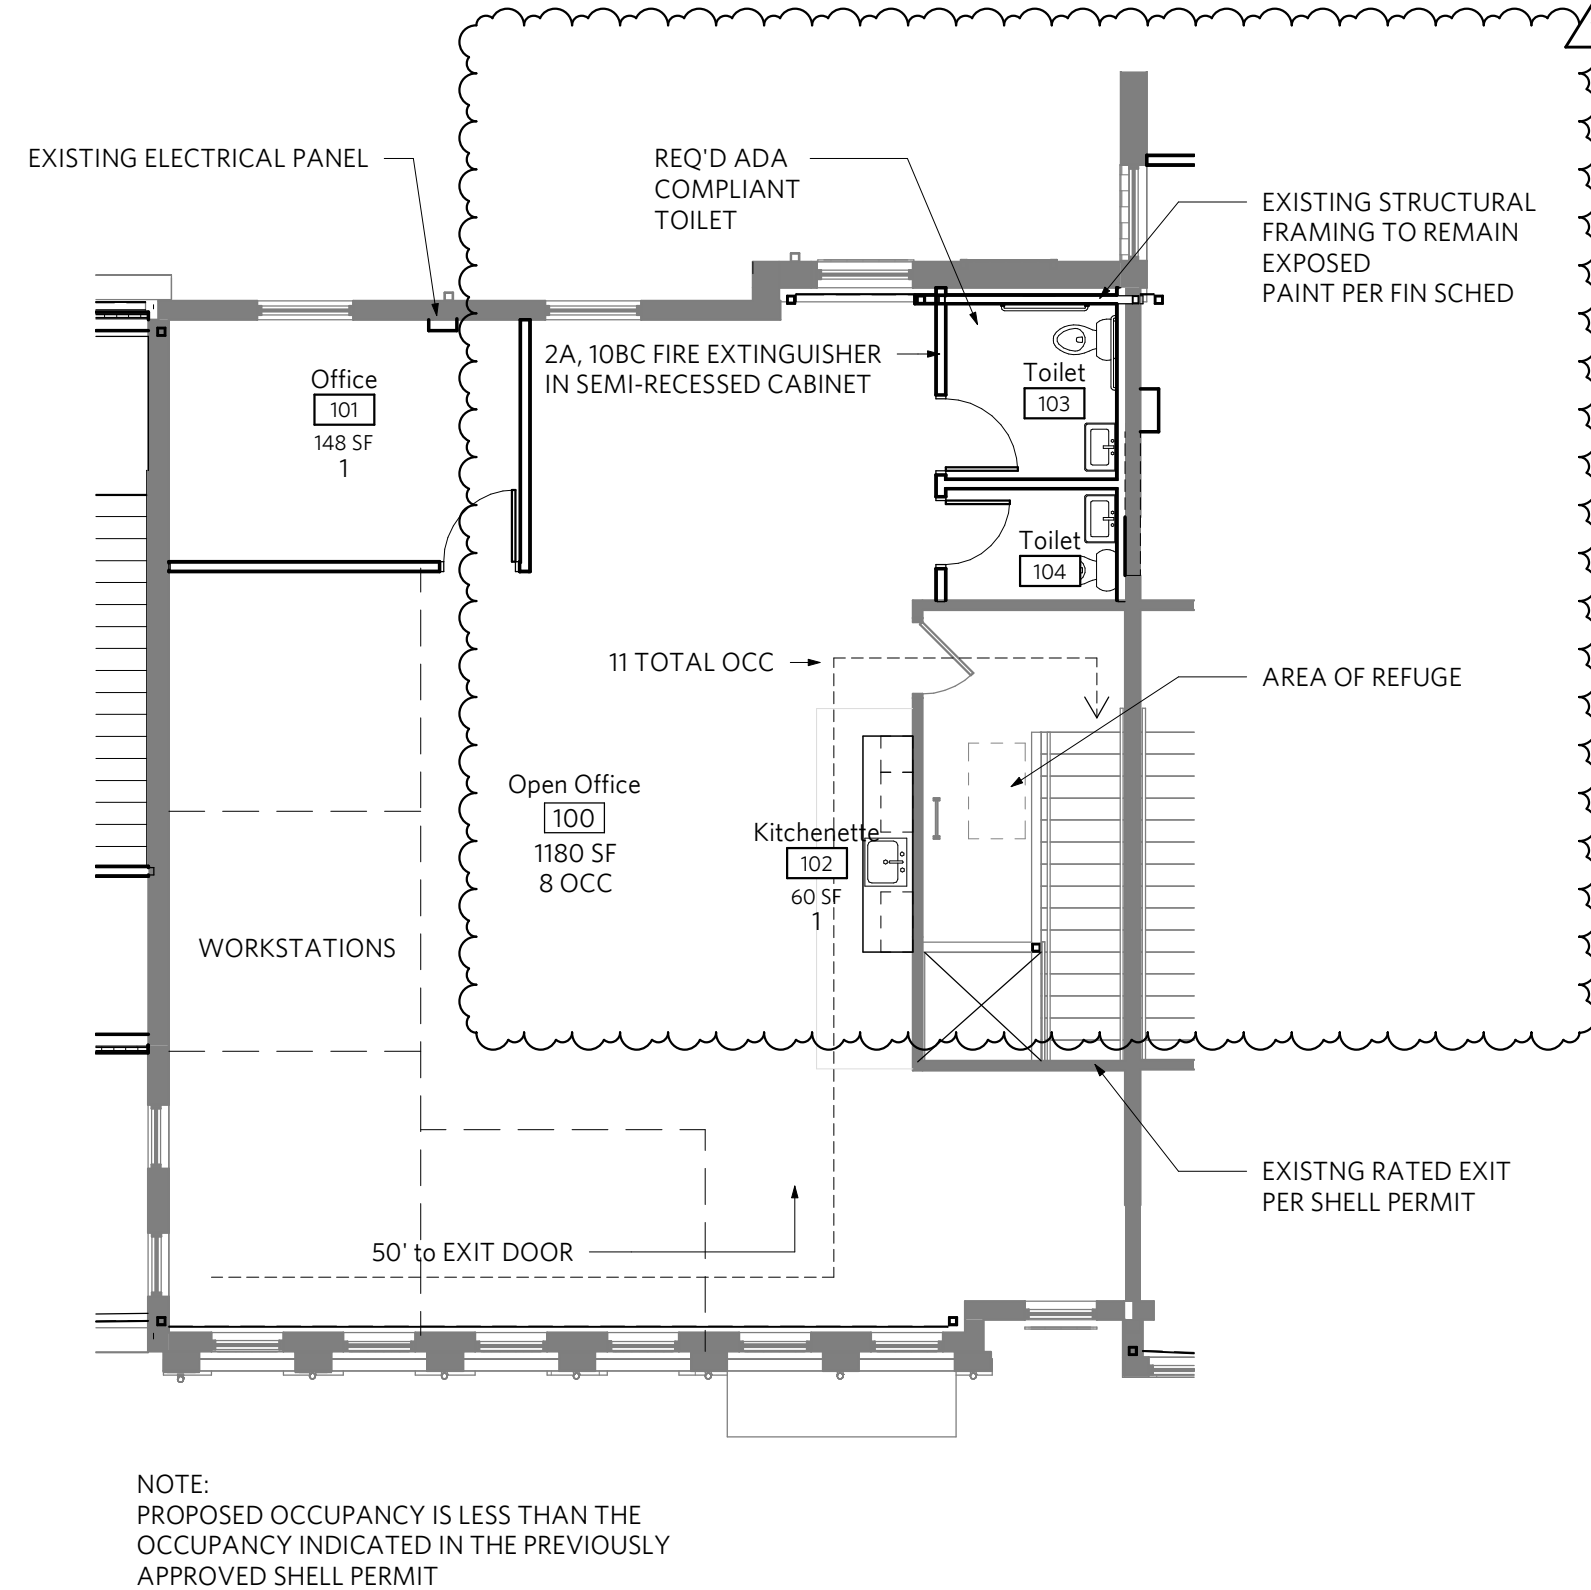 EXISTING ELECTRICAL PANEL
REQ'D ADA
COMPLIANT
TOILET
EXISTING STRUCTURAL
FRAMING TO REMAIN
EXPOSED
PAINT PER FIN SCHED
2A, 10BC FIRE EXTINGUISHER
IN SEMI-RECESSED CABINET
Office
101
148 SF
1
Toilet
103
Toilet
104
11 TOTAL OCC
AREA OF REFUGE
Open Office
100
1180 SF
8 OCC
Kitchenette
102
60 SF
1
WORKSTATIONS
EXISTNG RATED EXIT
PER SHELL PERMIT
50' to EXIT DOOR
NOTE:
PROPOSED OCCUPANCY IS LESS THAN THE
OCCUPANCY INDICATED IN THE PREVIOUSLY
APPROVED SHELL PERMIT